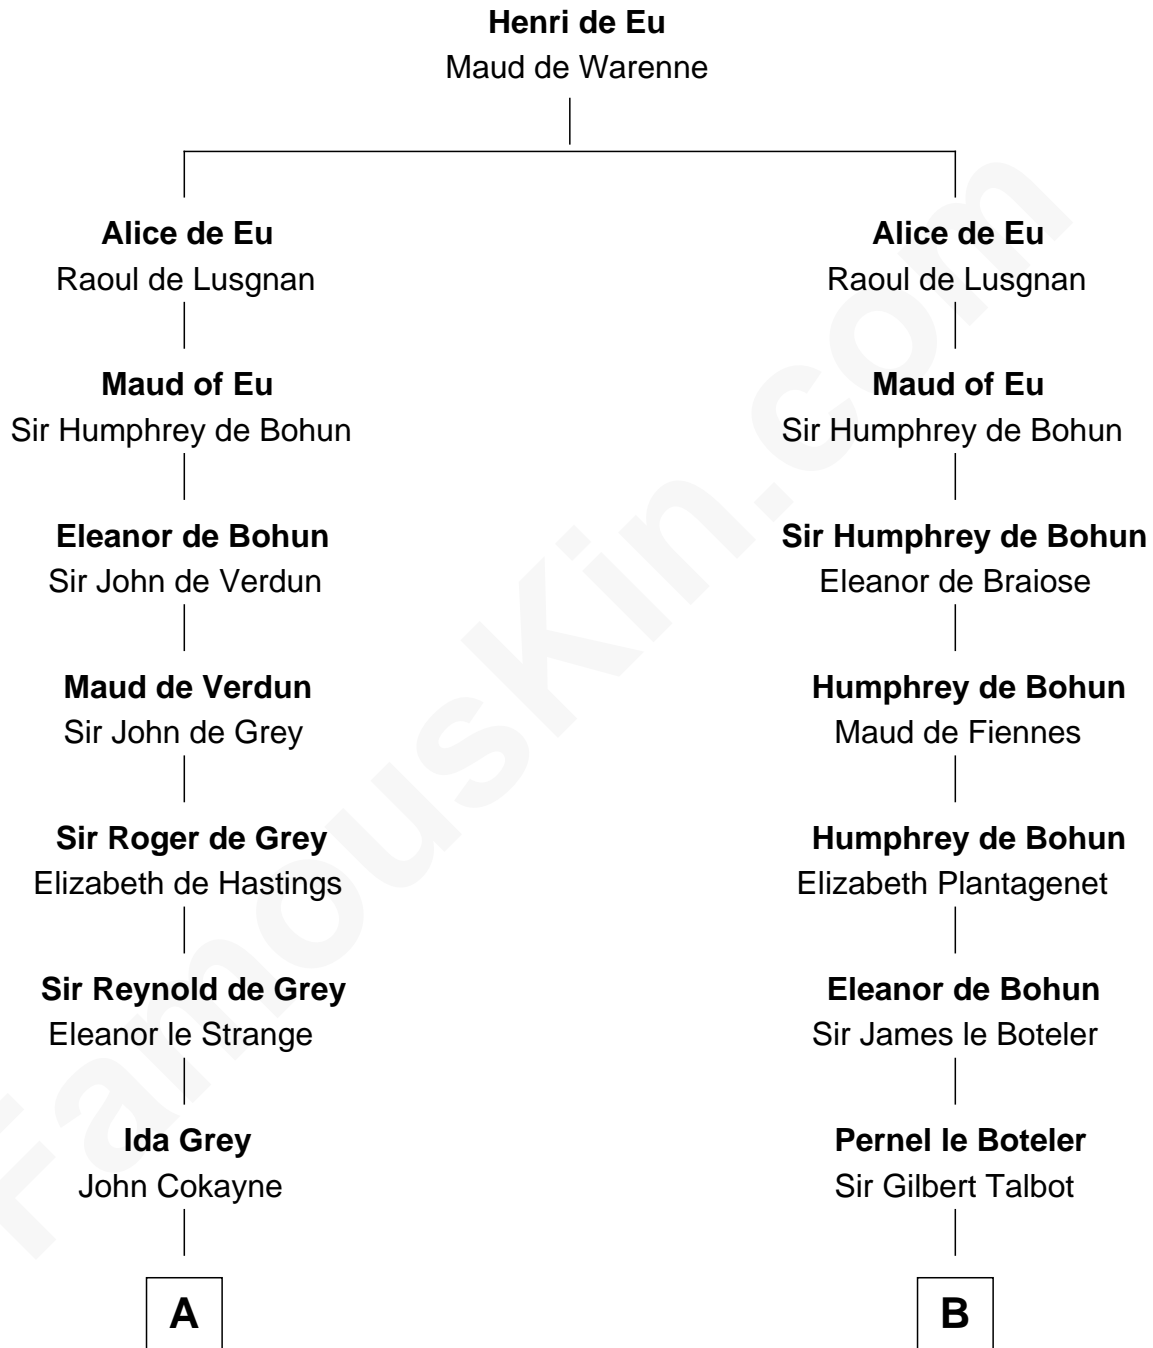 Henri de Eu
Maud de Warenne
Alice de Eu
Raoul de Lusgnan
Maud of Eu
Sir Humphrey de Bohun
Eleanor de Bohun
Sir John de Verdun
Maud de Verdun
Sir John de Grey
Sir Roger de Grey
Elizabeth de Hastings
Sir Reynold de Grey
Eleanor le Strange
Ida Grey
John Cokayne
A
Alice de Eu
Raoul de Lusgnan
Maud of Eu
Sir Humphrey de Bohun
Sir Humphrey de Bohun
Eleanor de Braiose
Humphrey de Bohun
Maud de Fiennes
Humphrey de Bohun
Elizabeth Plantagenet
Eleanor de Bohun
Sir James le Boteler
Pernel le Boteler
Sir Gilbert Talbot
B
FamousKin.com